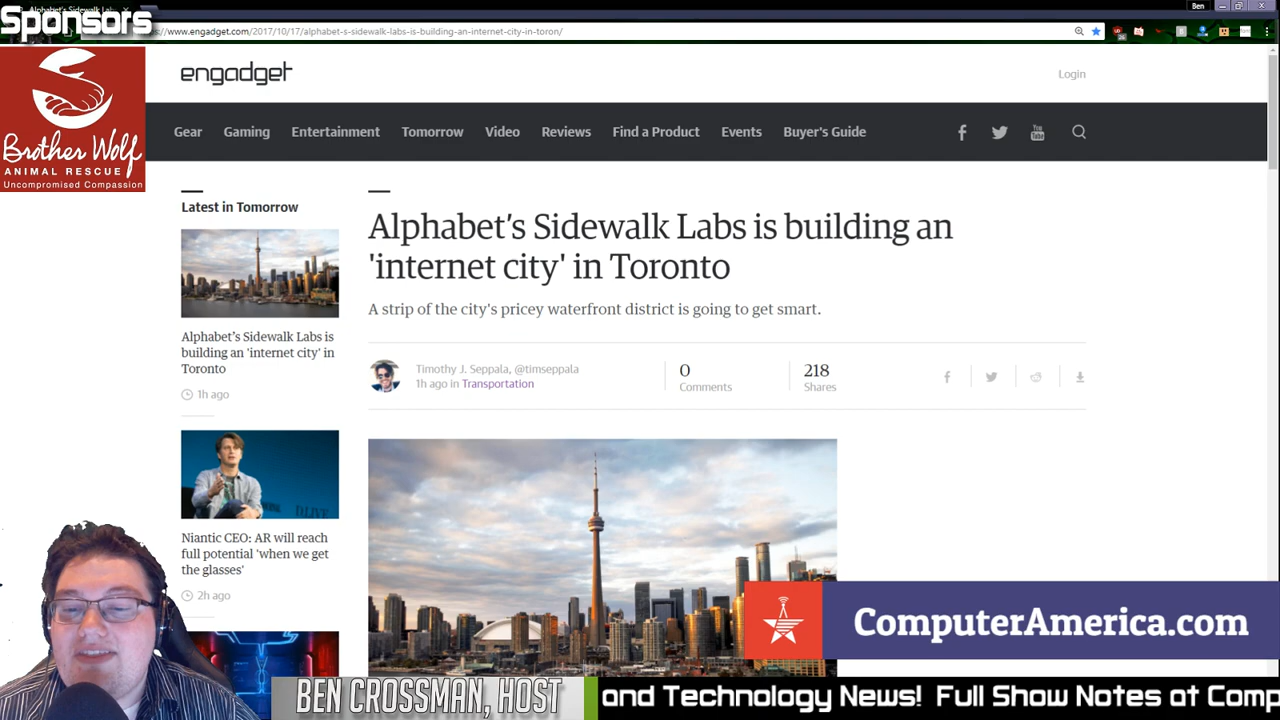 Alphabet's Sidewalk Lab
Ben
Sponsors
www.engadget.com/2017/10/17/alphabet-s-sidewalk-labs-is-building-an-internet-city-in-toron/
engadget
Login
Brother Wolf
ANIMAL RESCUE
Uncompromised Compassion
Gear Gaming Entertainment Tomorrow Video Reviews Find a Product Events Buyer's Guide
Latest in Tomorrow
Alphabet's Sidewalk Labs is
building an 'internet city' in
Toronto
1h ago
Niantic CEO: AR will reach
full potential 'when we get
the glasses'
2h ago
Alphabet's Sidewalk Labs is building an
'internet city' in Toronto
A strip of the city's pricey waterfront district is going to get smart.
Timothy J. Seppala, @timseppala
1h ago in Transportation
0
Comments
218
Shares
ComputerAmerica.com
BEN CROSSMAN, HOST
and Technology News! Full Show Notes at Comp